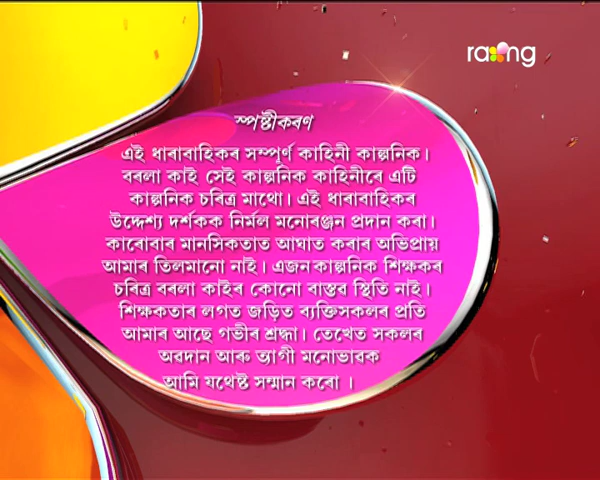 rang
স্পষ্টীকৰণ
এই ধাৰাবাহিকৰ সম্পূৰ্ণ কাহিনী কাল্পনিক।
বৰলা কাই সেই কাল্পনিক কাহিনীৰে এটি
কাল্পনিক চৰিত্ৰ মাথো। এই ধাৰাবাহিকৰ
উদ্দেশ্য দৰ্শকক নিৰ্মল মনোৰঞ্জন প্ৰদান কৰা।
কাৰোবাৰ মানসিকতাত আঘাত কৰাৰ অভিপ্ৰায়
আমাৰ তিলমানো নাই। এজন কাল্পনিক শিক্ষকৰ
চৰিত্ৰ বৰলা কাইৰ কোনো বাস্তৱ স্থিতি নাই।
শিক্ষকতাৰ লগত জড়িত ব্যক্তিসকলৰ প্ৰতি
আমাৰ আছে গভীৰ শ্ৰদ্ধা। তেখেত সকলৰ
অৱদান আৰু ত্যাগী মনোভাৱক
আমি যথেষ্ট সন্মান কৰো ।